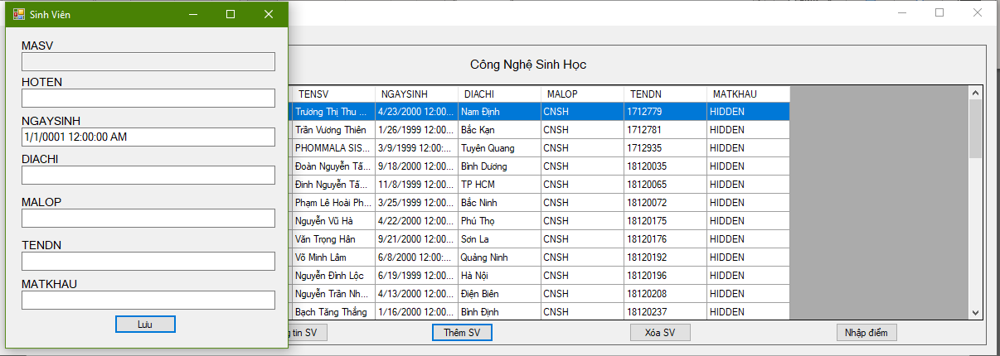 Sinh Viên
MASV
HOTEN
NGAYSINH
1/1/0001 12:00:00 AM
DIACHI
MALOP
TENDN
MATKHAU
Lưu
Công Nghệ Sinh Học
TENSV NGAYSINH DIACHI MALOP TENDN MATKHAU
Trương Thị Thu ... 4/23/2000 12:00... Nam Định CNSH 1712779 HIDDEN
Trần Vương Thiên 1/26/1999 12:00... Bắc Kạn CNSH 1712781 HIDDEN
PHOMMALA SIS... 3/9/1999 12:00:... Tuyên Quang CNSH 1712935 HIDDEN
Đoàn Nguyễn Tấ... 9/18/2000 12:00... Bình Dương CNSH 18120035 HIDDEN
Đinh Nguyễn Tấ... 11/8/1999 12:00... TP HCM CNSH 18120065 HIDDEN
Phạm Lê Hoài Ph... 3/25/1999 12:00... Bắc Ninh CNSH 18120072 HIDDEN
Nguyễn Vũ Hà 4/22/2000 12:00... Phú Thọ CNSH 18120175 HIDDEN
Văn Trọng Hân 9/21/2000 12:00... Sơn La CNSH 18120176 HIDDEN
Võ Minh Lâm 6/8/2000 12:00:... Quảng Ninh CNSH 18120192 HIDDEN
Nguyễn Đình Lộc 6/19/1999 12:00... Hà Nội CNSH 18120196 HIDDEN
Nguyễn Trần Nh... 4/13/2000 12:00... Điện Biên CNSH 18120208 HIDDEN
Bạch Tăng Thắng 1/16/2000 12:00... Bình Định CNSH 18120237 HIDDEN
tin SV Thêm SV Xóa SV Nhập điểm